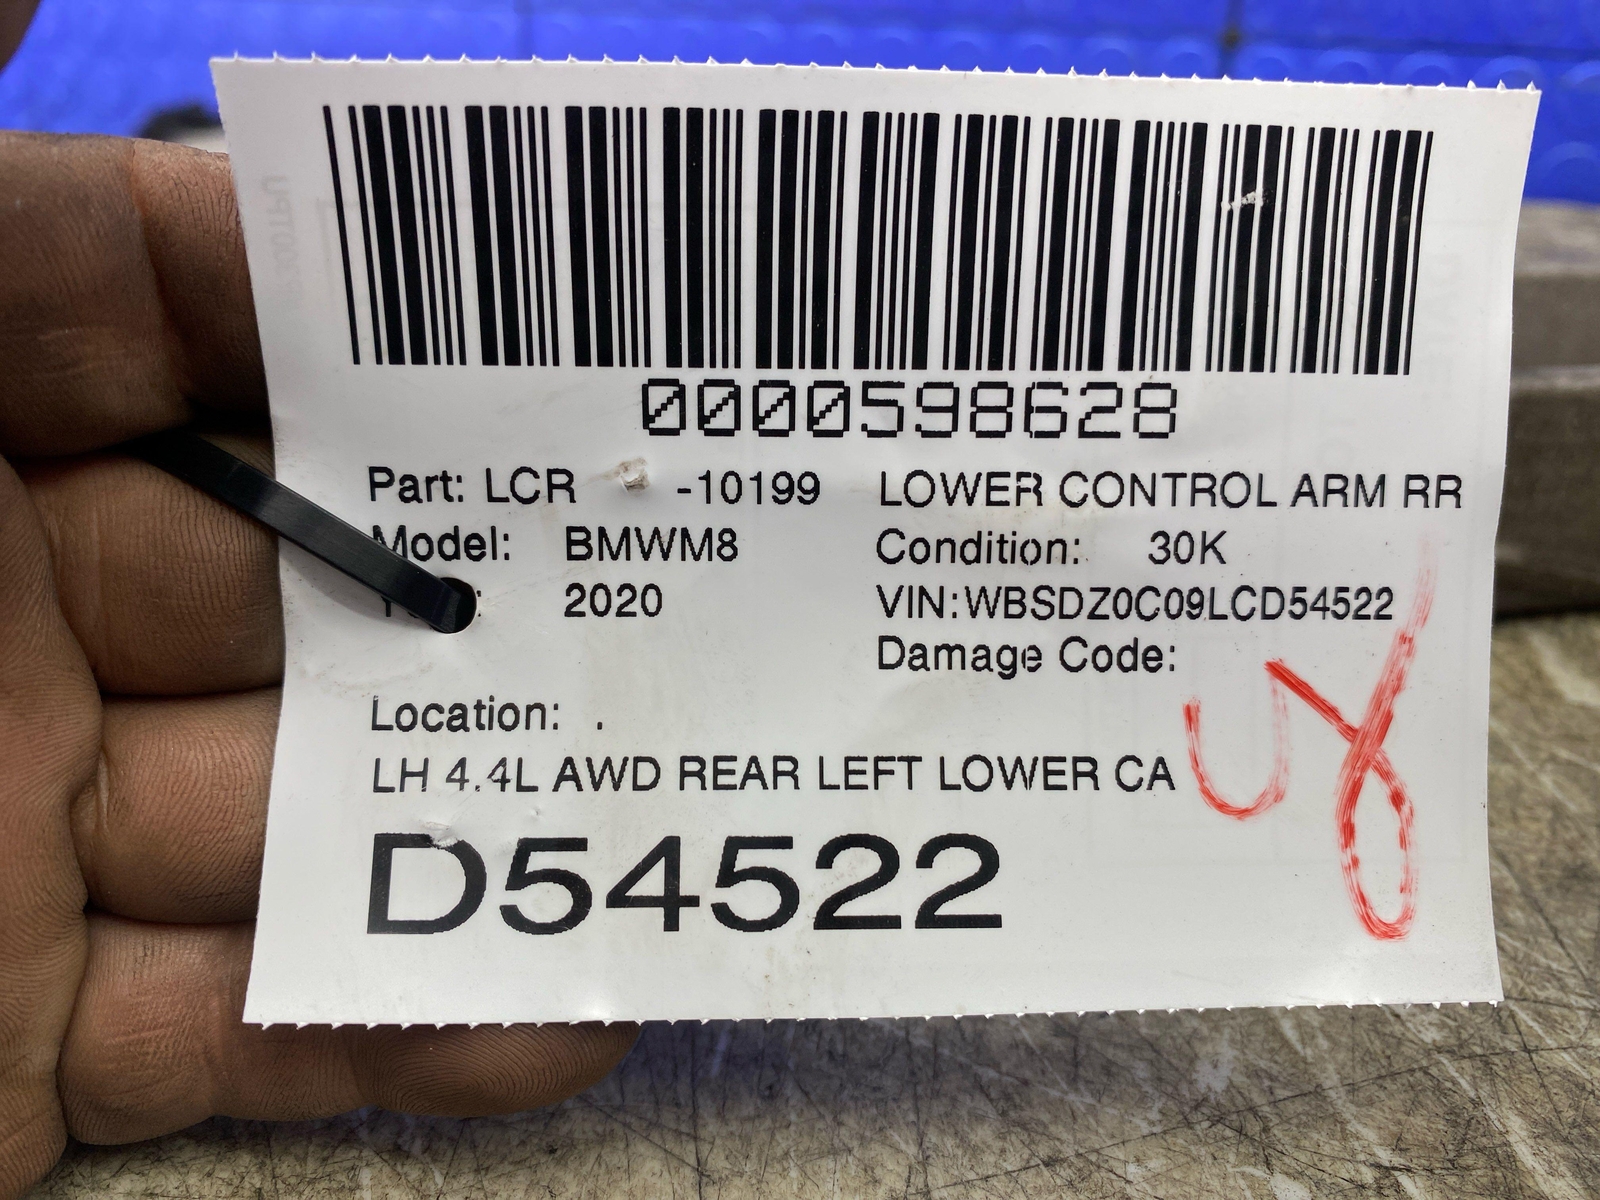 0000598628
Part: LCR -10199 LOWER CONTROL ARM RR
Model: BMWM8 Condition: 30K
2020 VIN:WBSDZ0C09LCD54522
Damage Code:
Location: .
LH 4.4L AWD REAR LEFT LOWER CA
D54522